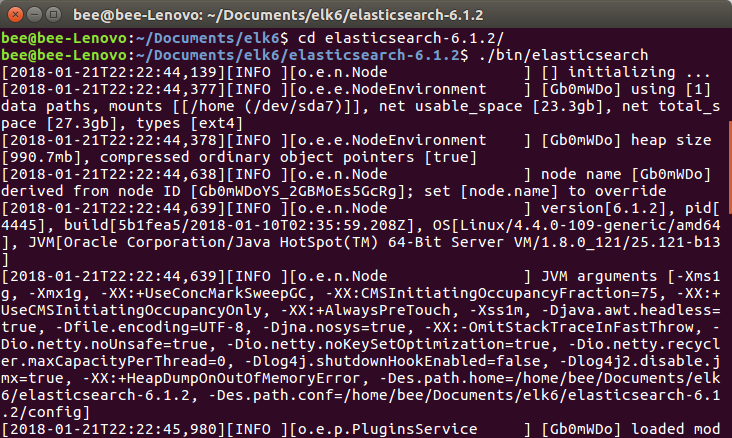 bee@bee-Lenovo: ~/Documents/elk6/elasticsearch-6.1.2
bee@bee-Lenovo:~/Documents/elk6$ cd elasticsearch-6.1.2/
bee@bee-Lenovo:~/Documents/elk6/elasticsearch-6.1.2$ ./bin/elasticsearch
[2018-01-21T22:22:44,139][INFO ][o.e.n.Node               ] [] initializing ...
[2018-01-21T22:22:44,377][INFO ][o.e.e.NodeEnvironment    ] [Gb0mWDo] using [1]
data paths, mounts [[/home (/dev/sda7)]], net usable_space [23.3gb], net total_s
pace [27.3gb], types [ext4]
[2018-01-21T22:22:44,378][INFO ][o.e.e.NodeEnvironment    ] [Gb0mWDo] heap size
[990.7mb], compressed ordinary object pointers [true]
[2018-01-21T22:22:44,638][INFO ][o.e.n.Node               ] node name [Gb0mWDo]
derived from node ID [Gb0mWDoYS_2GBMoEs5GcRg]; set [node.name] to override
[2018-01-21T22:22:44,639][INFO ][o.e.n.Node               ] version[6.1.2], pid[
4445], build[5b1fea5/2018-01-10T02:35:59.208Z], OS[Linux/4.4.0-109-generic/amd64
], JVM[Oracle Corporation/Java HotSpot(TM) 64-Bit Server VM/1.8.0_121/25.121-b13
]
[2018-01-21T22:22:44,639][INFO ][o.e.n.Node               ] JVM arguments [-Xms1
g, -Xmx1g, -XX:+UseConcMarkSweepGC, -XX:CMSInitiatingOccupancyFraction=75, -XX:+
UseCMSInitiatingOccupancyOnly, -XX:+AlwaysPreTouch, -Xss1m, -Djava.awt.headless=
true, -Dfile.encoding=UTF-8, -Djna.nosys=true, -XX:-OmitStackTraceInFastThrow, -
Dio.netty.noUnsafe=true, -Dio.netty.noKeySetOptimization=true, -Dio.netty.recycl
er.maxCapacityPerThread=0, -Dlog4j.shutdownHookEnabled=false, -Dlog4j2.disable.j
mx=true, -XX:+HeapDumpOnOutOfMemoryError, -Des.path.home=/home/bee/Documents/elk
6/elasticsearch-6.1.2, -Des.path.conf=/home/bee/Documents/elk6/elasticsearch-6.1
.2/config]
[2018-01-21T22:22:45,980][INFO ][o.e.p.PluginsService     ] [Gb0mWDo] loaded mod